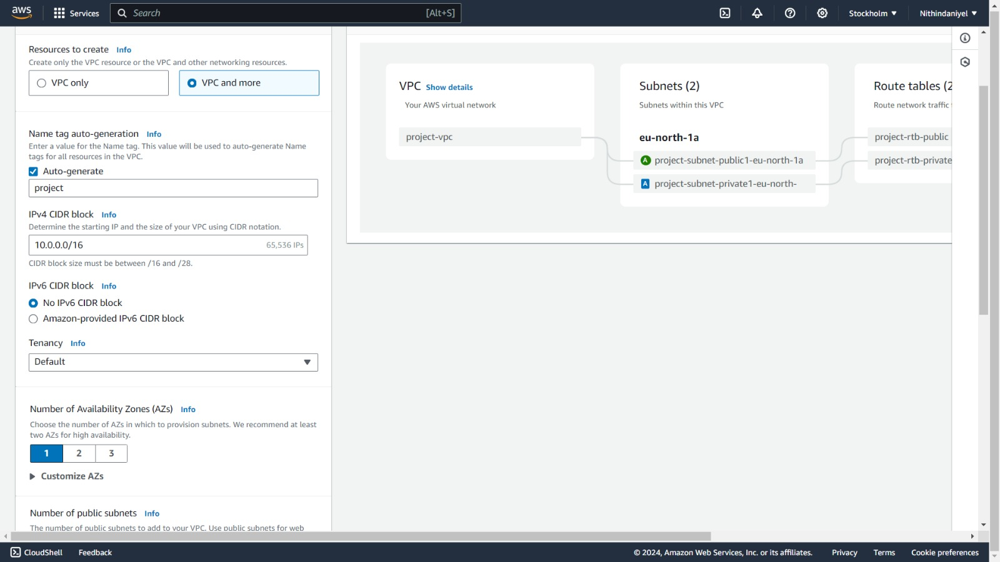 aws
Services
Search
[Alt+S]
Stockholm
Nithindaniyel
Resources to create Info
Create only the VPC resource or the VPC and other networking resources.
VPC only
VPC and more
Name tag auto-generation Info
Enter a value for the Name tag. This value will be used to auto-generate Name
tags for all resources in the VPC.
Auto-generate
project
IPv4 CIDR block Info
Determine the starting IP and the size of your VPC using CIDR notation.
10.0.0.0/16 65,536 IPs
CIDR block size must be between /16 and /28.
IPv6 CIDR block Info
No IPv6 CIDR block
Amazon-provided IPv6 CIDR block
Tenancy Info
Default
Number of Availability Zones (AZs) Info
Choose the number of AZs in which to provision subnets. We recommend at least
two AZs for high availability.
1 2 3
Customize AZs
Number of public subnets Info
The number of public subnets to add to your VPC. Use public subnets for web
VPC Show details
Your AWS virtual network
project-vpc
Subnets (2)
Subnets within this VPC
eu-north-1a
A project-subnet-public1-eu-north-1a
A project-subnet-private1-eu-north-
Route tables (2
Route network traffic
project-rtb-public
project-rtb-private
CloudShell
Feedback
© 2024, Amazon Web Services, Inc. or its affiliates.
Privacy
Terms
Cookie preferences